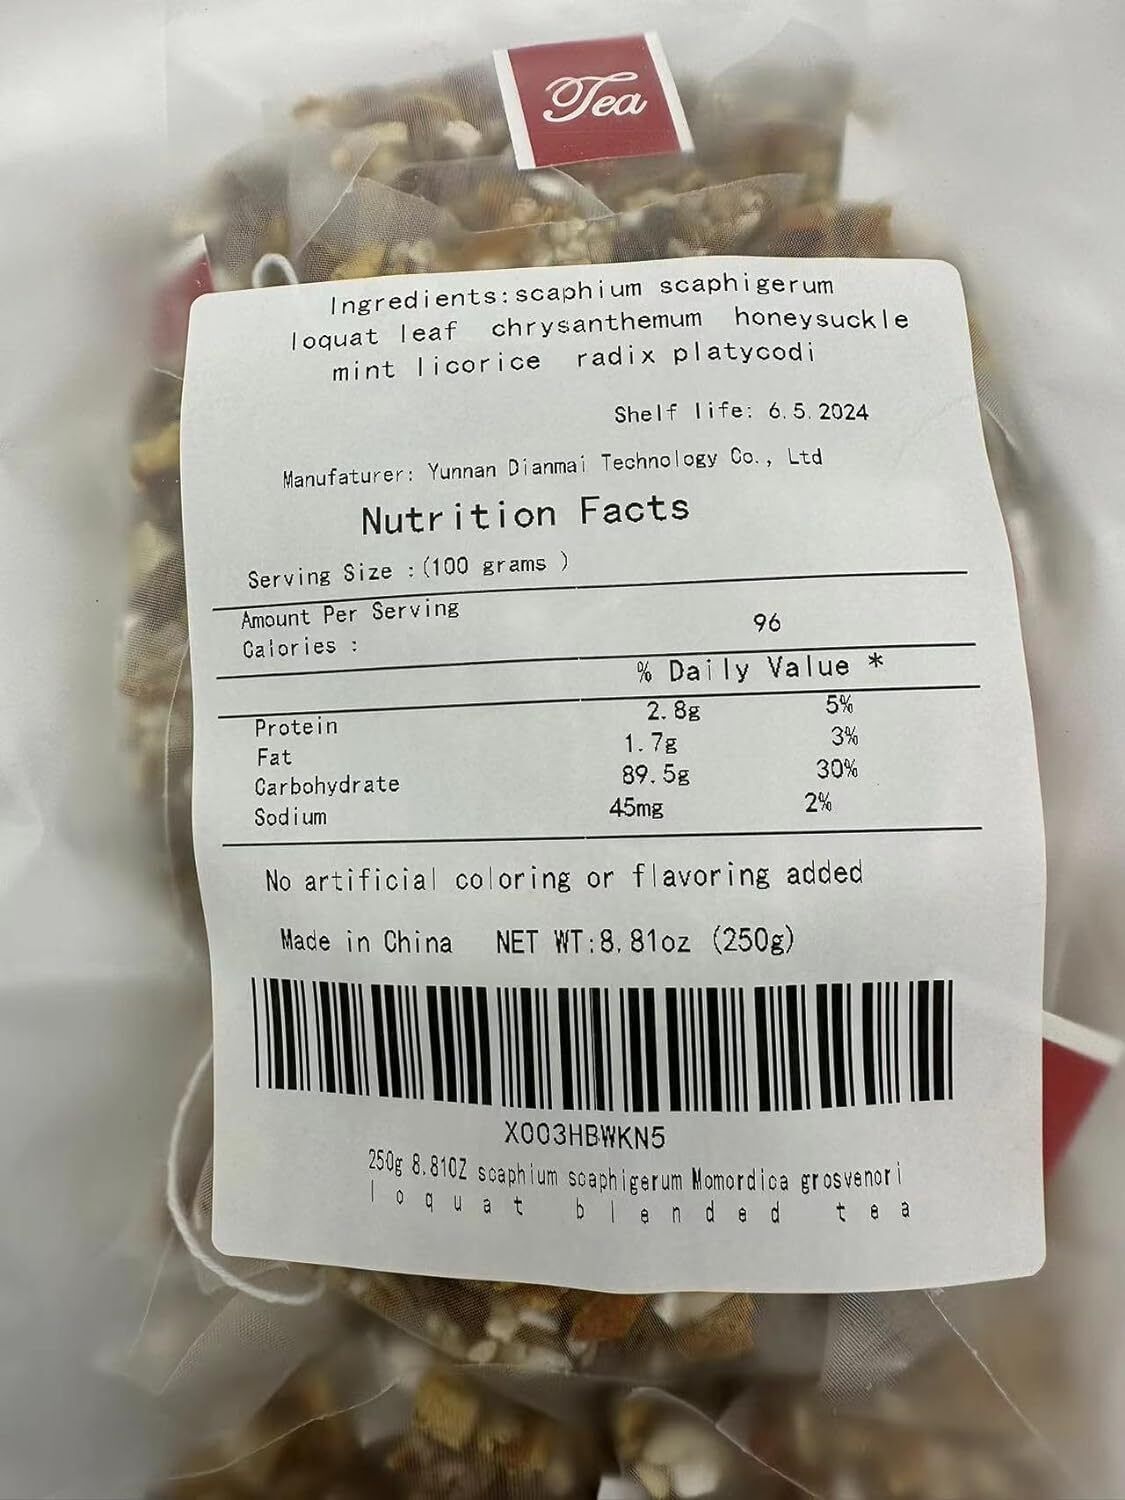 Tea
Ingredients:scaphium scaphigerum
loquat leaf chrysanthemum honeysuckle
mint licorice radix platycodi
Shelf life: 6.5.2024
Manufaturer: Yunnan Dianmai Technology Co., Ltd
Nutrition Facts
Serving Size :(100 grams )
Amount Per Serving
Calories : 96
% Daily Value *
Protein 2.8g 5%
Fat 1.7g 3%
Carbohydrate 89.5g 30%
Sodium 45mg 2%
No artificial coloring or flavoring added
Made in China NET WT:8.81oz (250g)
X003HBWKN5
250g 8.81OZ scaphium scaphigerum Momordica grosvenori
loquat blended tea